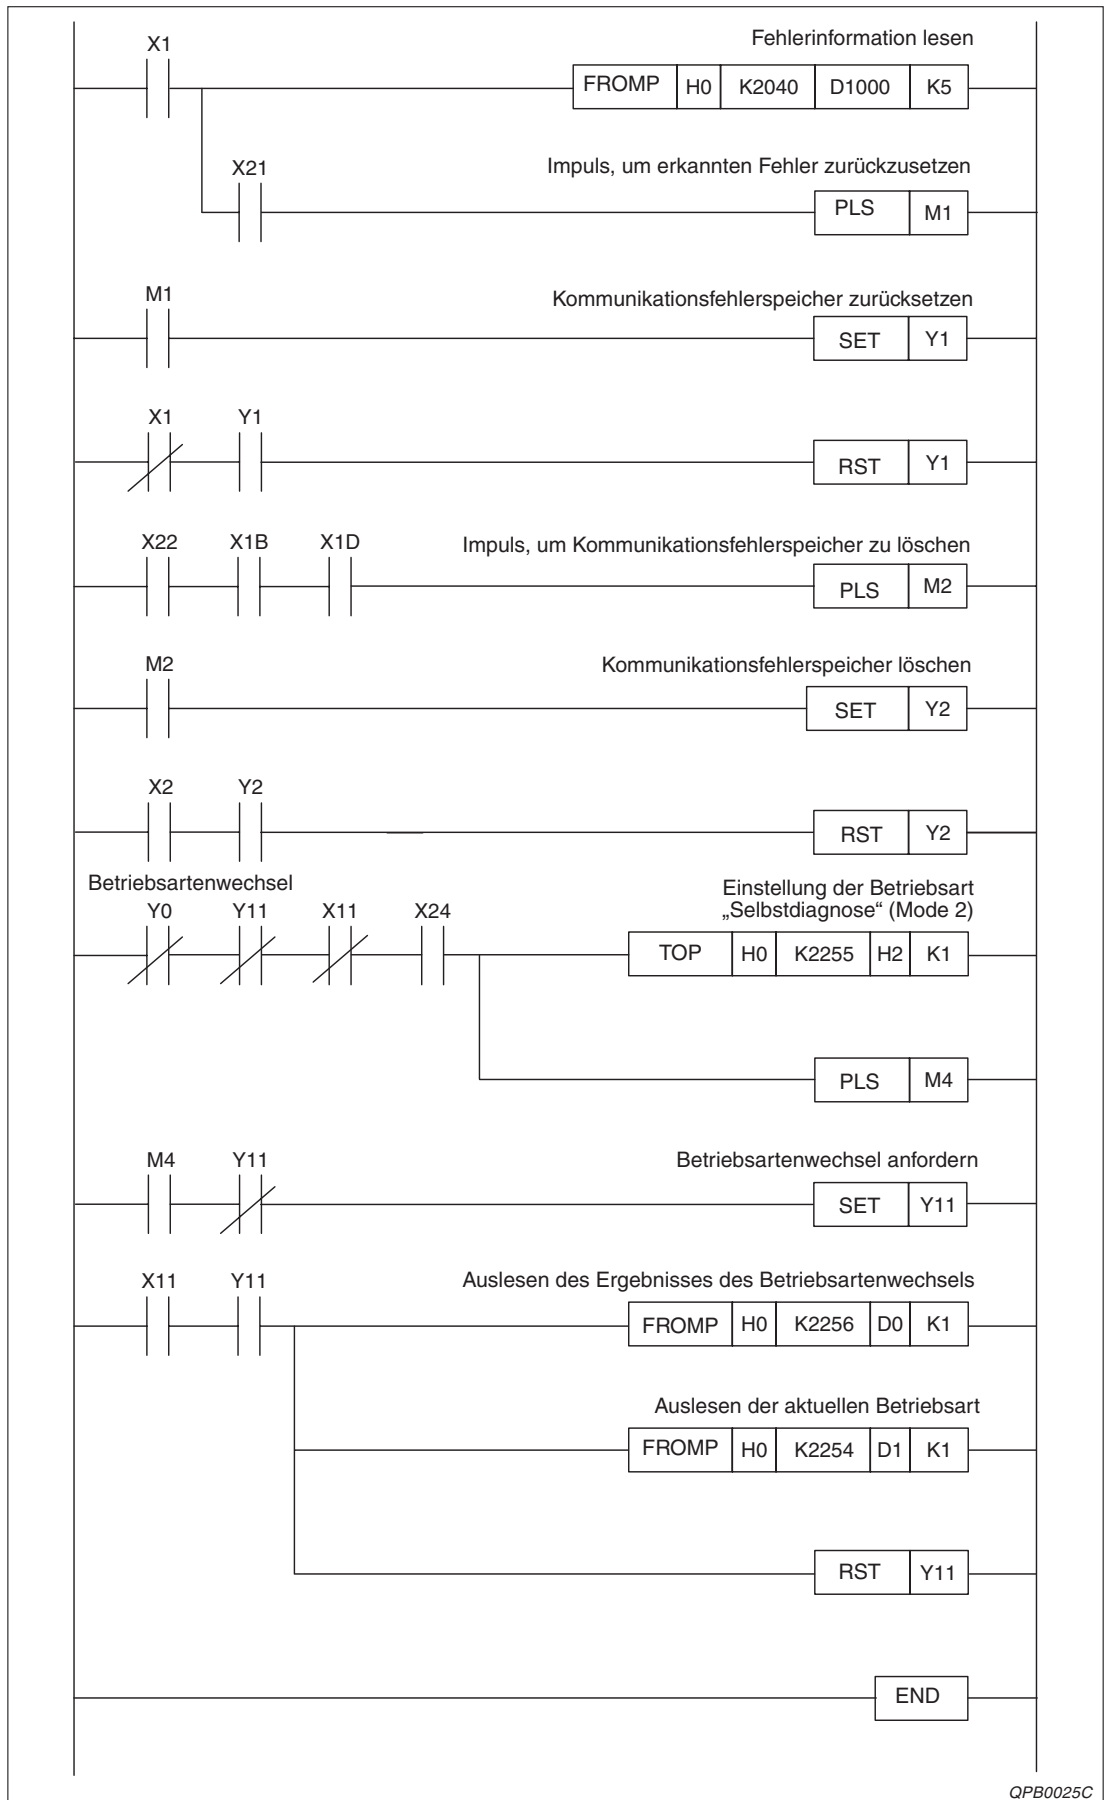 X1
Fehlerinformation lesen
FROMP H0 K2040 D1000 K5
X21
Impuls, um erkannten Fehler zurückzusetzen
PLS M1
M1
Kommunikationsfehlerspeicher zurücksetzen
SET Y1
X1 Y1
RST Y1
X22 X1B X1D
Impuls, um Kommunikationsfehlerspeicher zu löschen
PLS M2
M2
Kommunikationsfehlerspeicher löschen
SET Y2
X2 Y2
RST Y2
Betriebsartenwechsel
Einstellung der Betriebsart
„Selbstdiagnose“ (Mode 2)
Y0 Y11 X11 X24
TOP H0 K2255 H2 K1
PLS M4
M4 Y11
Betriebsartenwechsel anfordern
SET Y11
X11 Y11
Auslesen des Ergebnisses des Betriebsartenwechsels
FROMP H0 K2256 D0 K1
Auslesen der aktuellen Betriebsart
FROMP H0 K2254 D1 K1
RST Y11
END
QPB0025C